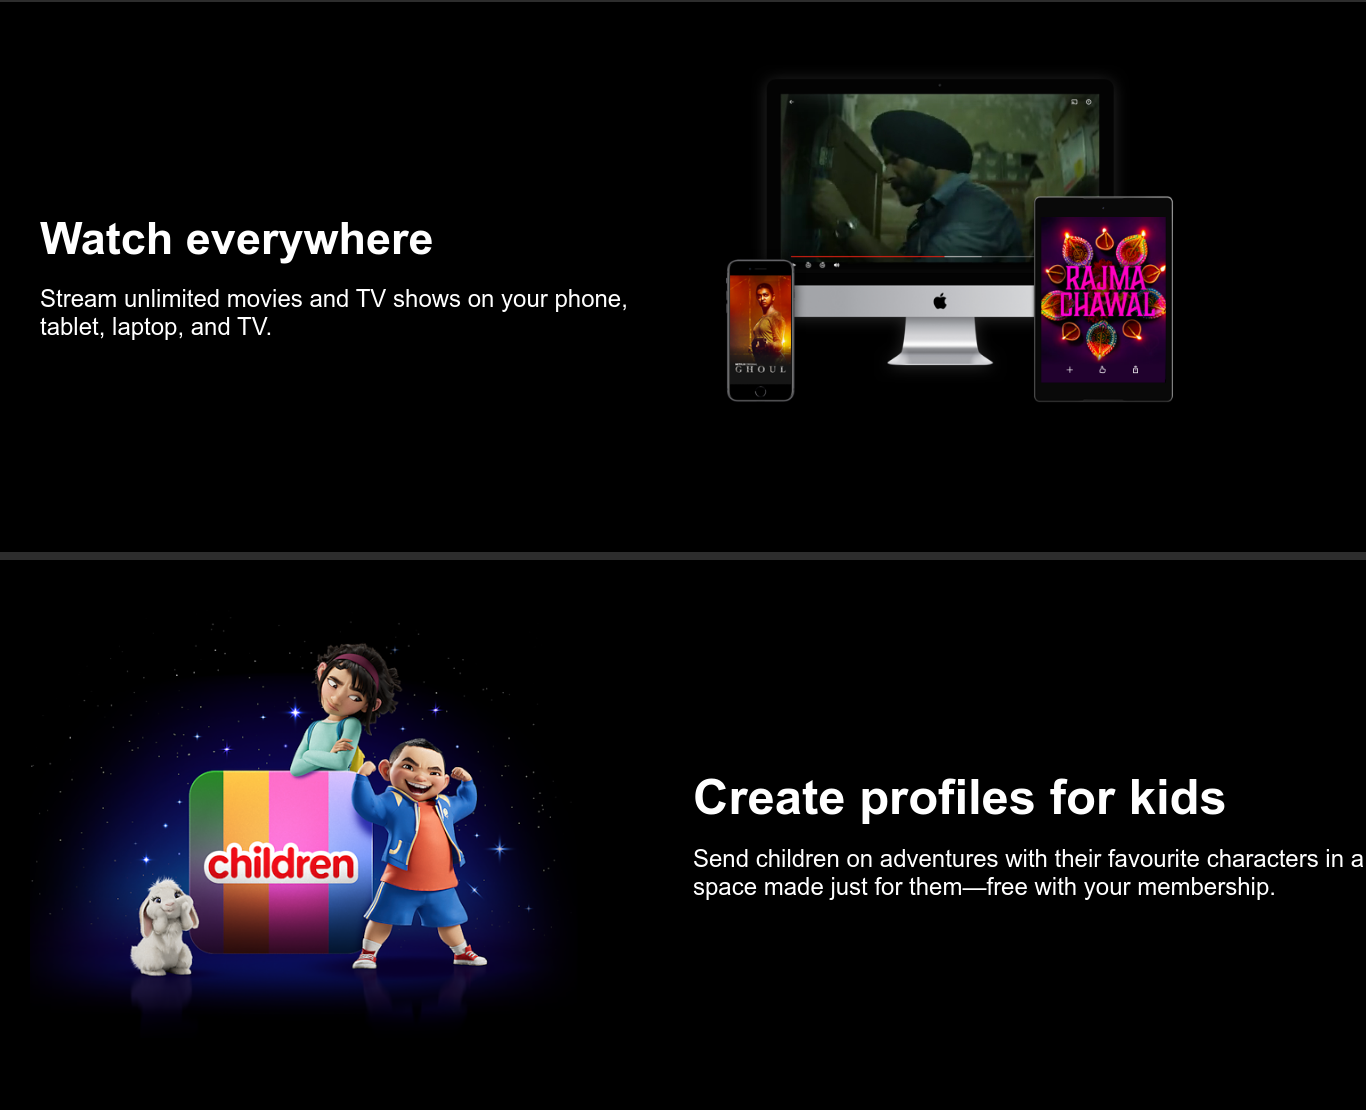 Watch everywhere
Stream unlimited movies and TV shows on your phone,
tablet, laptop, and TV.
RAJMA
CHAWAL
GHOUL
children
Create profiles for kids
Send children on adventures with their favourite characters in a
space made just for them—free with your membership.